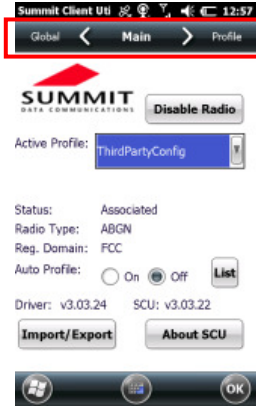 Summit Client Uti 12:57
Global Main Profile
SUMMIT
DATA COMMUNICATIONS
Disable Radio
Active Profile: ThirdPartyConfig
Status: Associated
Radio Type: ABGN
Reg. Domain: FCC
Auto Profile: On Off List
Driver: v3.03.24 SCU: v3.03.22
Import/Export About SCU
OK